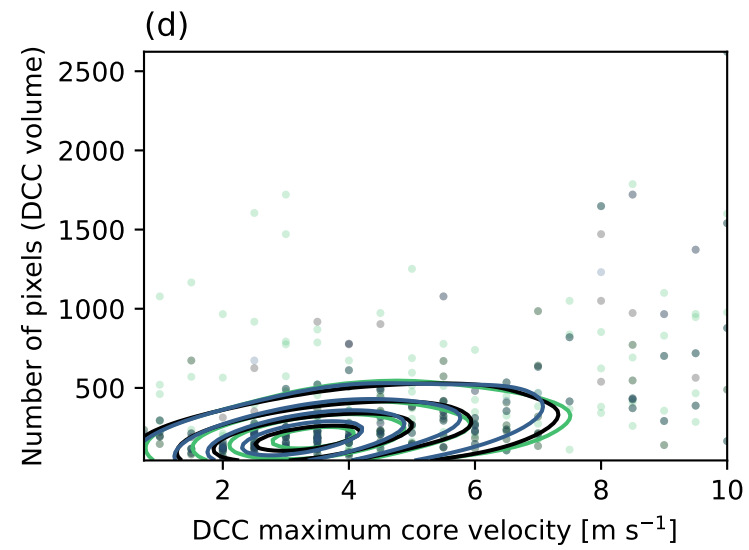 (d)
Number of pixels (DCC volume)
2500
2000
1500
1000
500
2 4 6 8 10
DCC maximum core velocity [m s⁻¹]